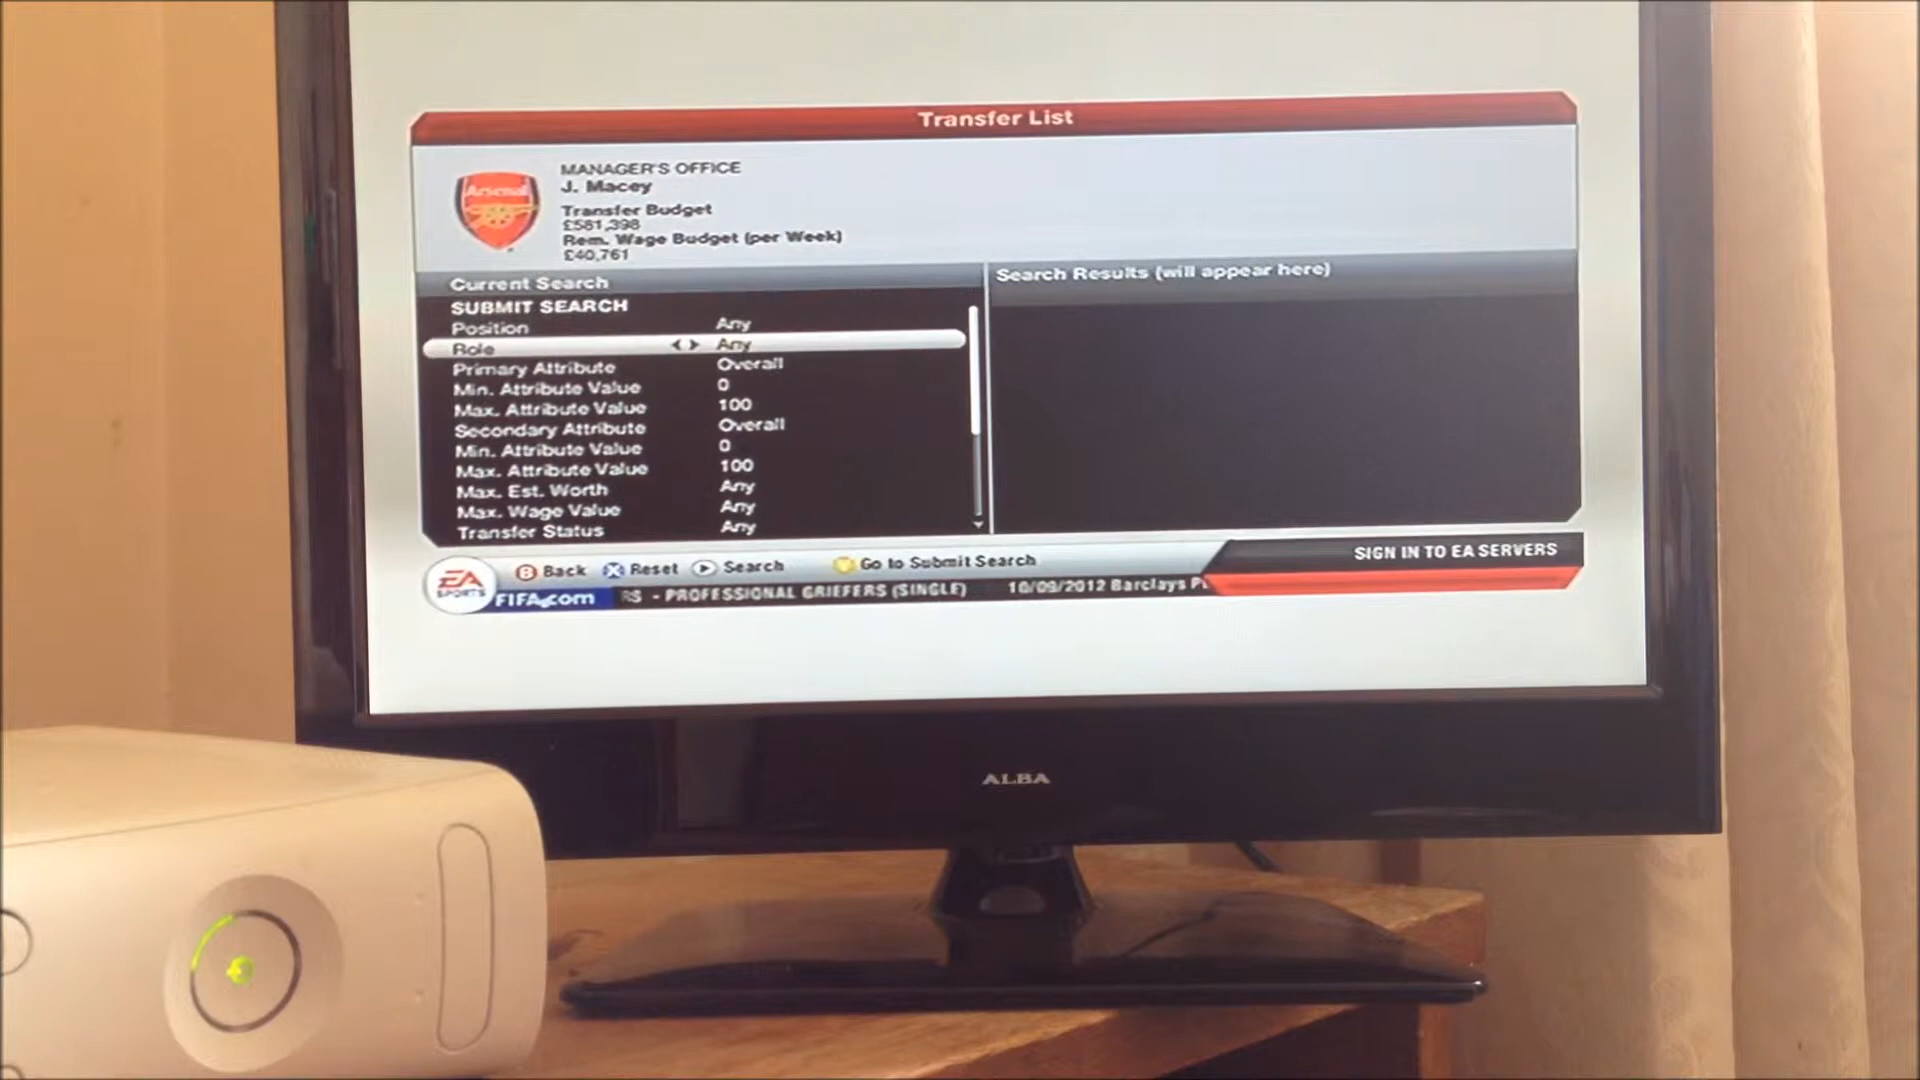 Transfer List
Arsenal
MANAGER'S OFFICE
J. Macey
Transfer Budget
£581,398
Rem. Wage Budget (per Week)
£40,761
Current Search
SUBMIT SEARCH
Position Any
Role Any
Primary Attribute Overall
Min. Attribute Value 0
Max. Attribute Value 100
Secondary Attribute Overall
Min. Attribute Value 0
Max. Attribute Value 100
Max. Est. Worth Any
Max. Wage Value Any
Transfer Status Any
Search Results (will appear here)
B Back X Reset Search Y Go to Submit Search
SIGN IN TO EA SERVERS
EA SPORTS
FIFA.com
RS - PROFESSIONAL GRIEFERS (SINGLE) 10/09/2012 Barclays P
ALBA